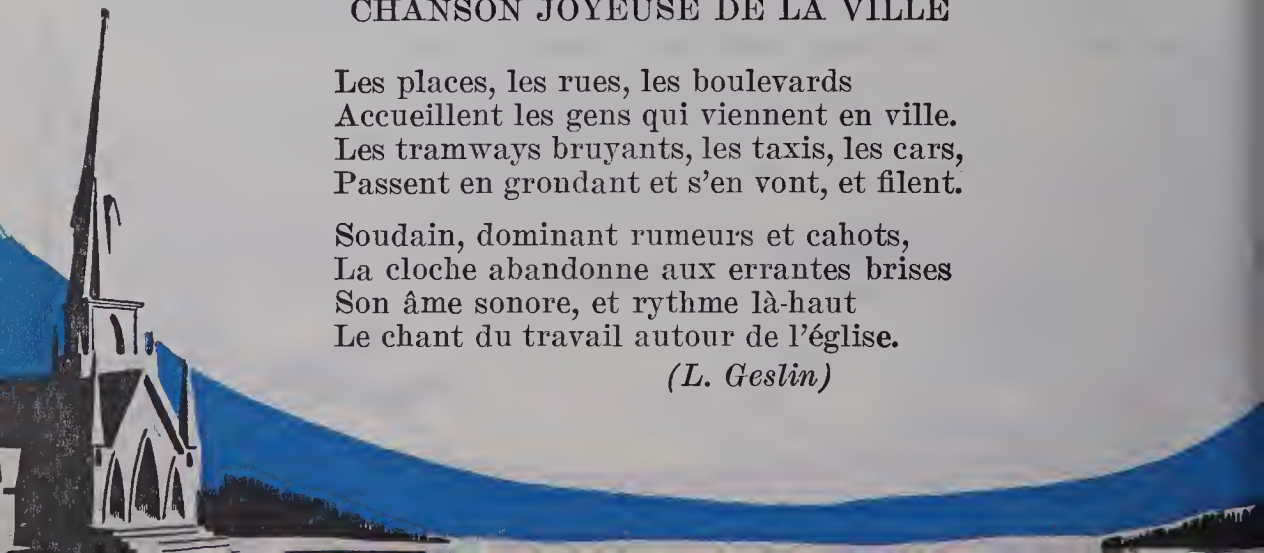 CHANSON JOYEUSE DE LA VILLE
Les places, les rues, les boulevards
Accueillent les gens qui viennent en ville.
Les tramways bruyants, les taxis, les cars,
Passent en grondant et s'en vont, et filent.
Soudain, dominant rumeurs et cahots,
La cloche abandonne aux errantes brises
Son âme sonore, et rythme là-haut
Le chant du travail autour de l'église.
(L. Geslin)